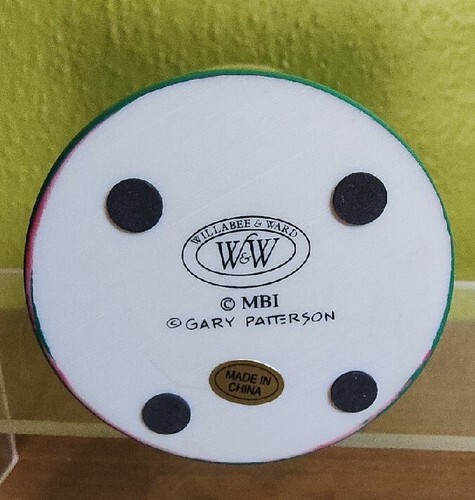 WILLABEE & WARD
W&W
© MBI
© GARY PATTERSON
MADE IN
CHINA